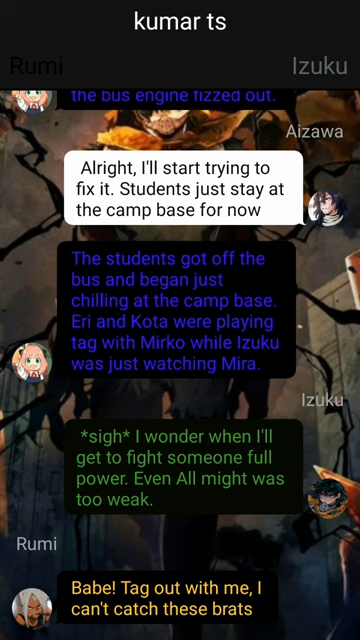 kumar ts
Rumi
Izuku
the bus engine fizzed out.
Aizawa
Alright, I'll start trying to
fix it. Students just stay at
the camp base for now
The students got off the
bus and began just
chilling at the camp base.
Eri and Kota were playing
tag with Mirko while Izuku
was just watching Mira.
Izuku
*sigh* I wonder when I'll
get to fight someone full
power. Even All might was
too weak.
Rumi
Babe! Tag out with me, I
can't catch these brats